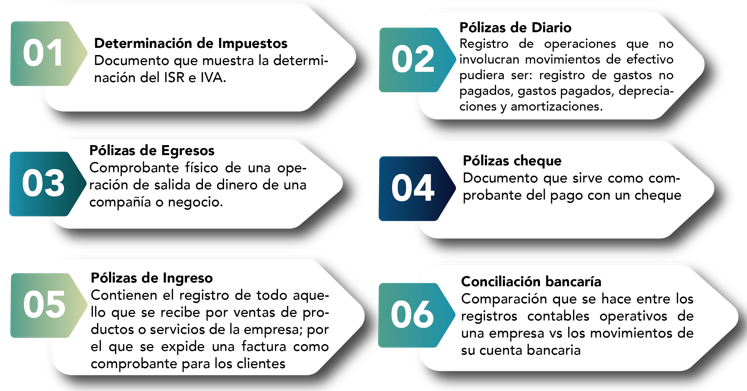 01
Determinación de Impuestos
Documento que muestra la determi-
nación del ISR e IVA.
02
Pólizas de Diario
Registro de operaciones que no
involucran movimientos de efectivo
pudiera ser: registro de gastos no
pagados, gastos pagados, deprecia-
ciones y amortizaciones.
03
Pólizas de Egresos
Comprobante físico de una ope-
ración de salida de dinero de una
compañía o negocio.
04
Pólizas cheque
Documento que sirve como com-
probante del pago con un cheque
05
Pólizas de Ingreso
Contienen el registro de todo aque-
llo que se recibe por ventas de pro-
ductos o servicios de la empresa; por
el que se expide una factura como
comprobante para los clientes
06
Conciliación bancaría
Comparación que se hace entre los
registros contables operativos de
una empresa vs los movimientos de
su cuenta bancaria